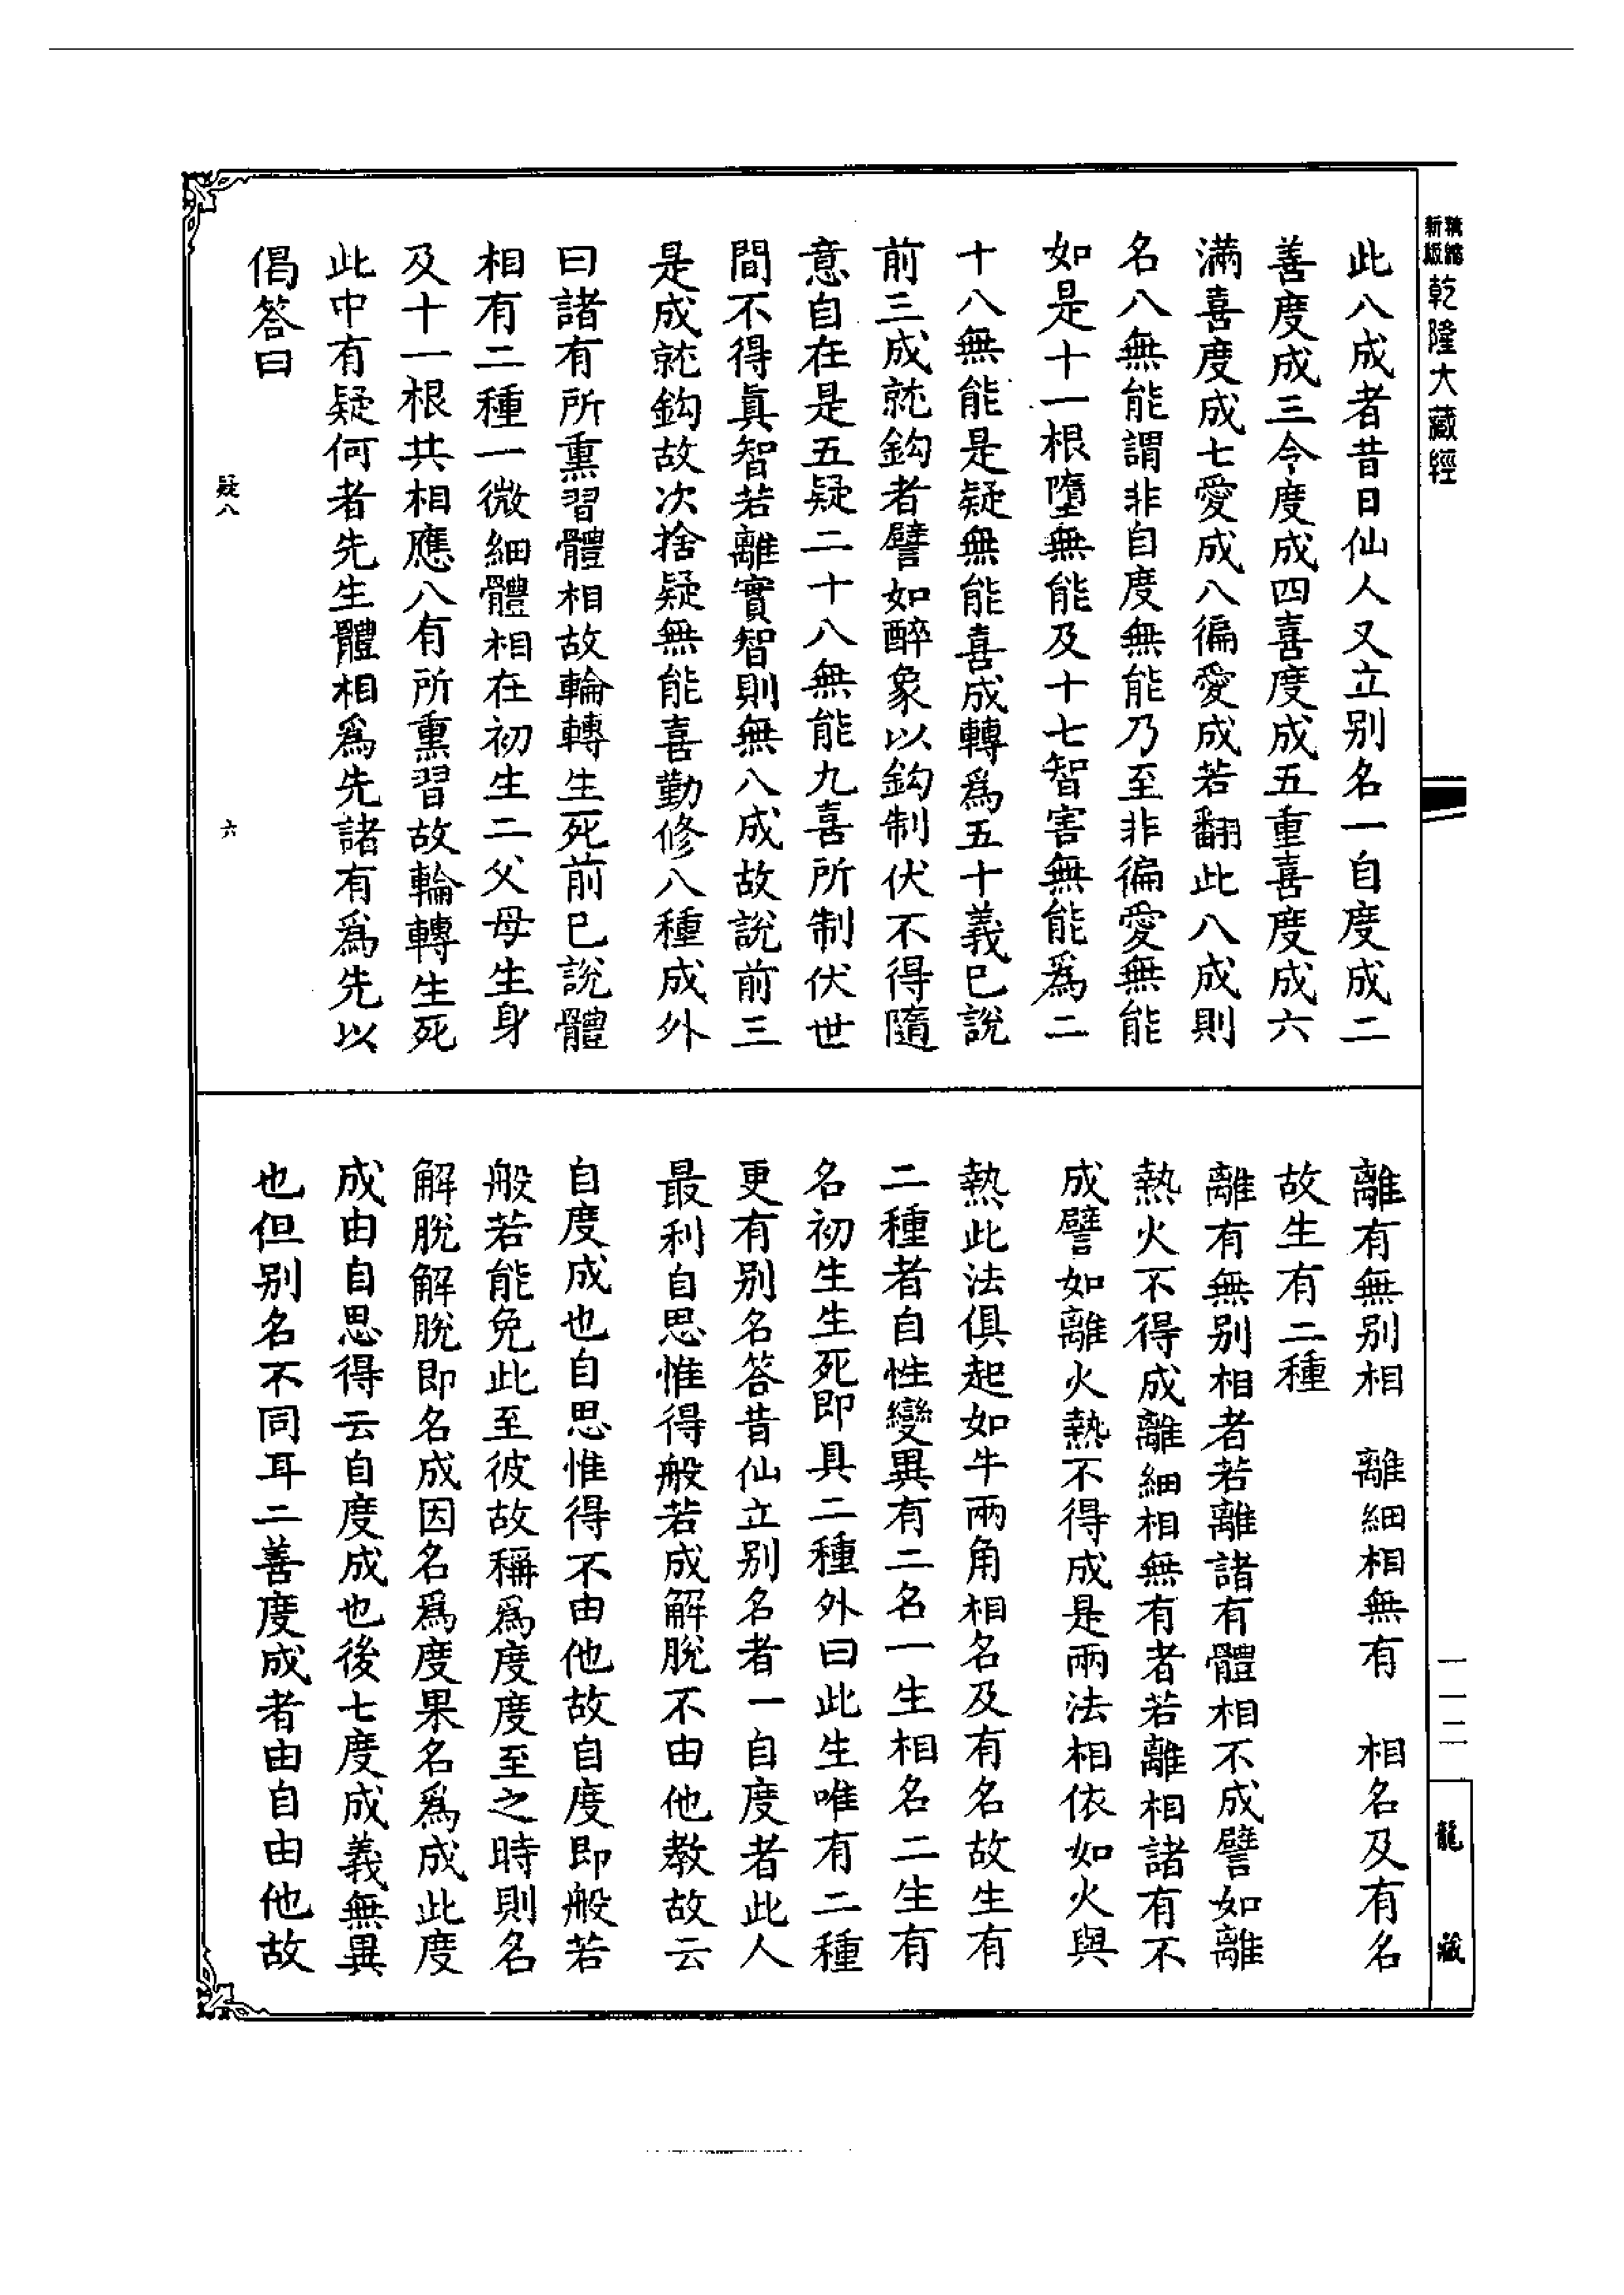 精縮新版乾隆大藏經
此八成者昔日仙人又立别名一自度成二
善度成三令度成四喜度成五重喜度成六
滿喜度成七愛成八徧愛成若翻此八成則
名八無能謂非自度無能乃至非徧愛無能
如是十一根墮無能及十七智害無能爲二
十八無能是疑無能喜成轉爲五十義已說
前三成就鈎者譬如醉象以鈎制伏不得隨
意自在是五疑二十八無能九喜所制伏世
間不得眞智若離實智則無八成故說前三
是成就鈎故次捨疑無能喜勤修八種成外
曰諸有所熏習體相故輪轉生死前已說體
相有二種一微細體相在初生二父母生身
及十一根共相應八有所熏習故輪轉生死
此中有疑何者先生體相爲先諸有爲先以
偈答曰
疑八
六
離有無别相 離細相無有 相名及有名
故生有二種
離有無别相者若離諸有體相不成譬如離
熱火不得成離細相無有者若離相諸有不
成譬如離火熱不得成是兩法相依如火與
熱此法俱起如牛兩角相名及有名故生有
二種者自性變異有二名一生相名二生有
名初生生死即具二種外曰此生唯有二種
更有别名答昔仙立别名者一自度者此人
最利自思惟得般若成解脫不由他教故云
自度成也自思惟得不由他故自度即般若
般若能免此至彼故稱爲度度至之時則名
解脫解脫即名成因名爲度果名爲成此度
成由自思得云自度成也後七度成義無異
也但别名不同耳二善度成者由自由他故
一一二
龍藏